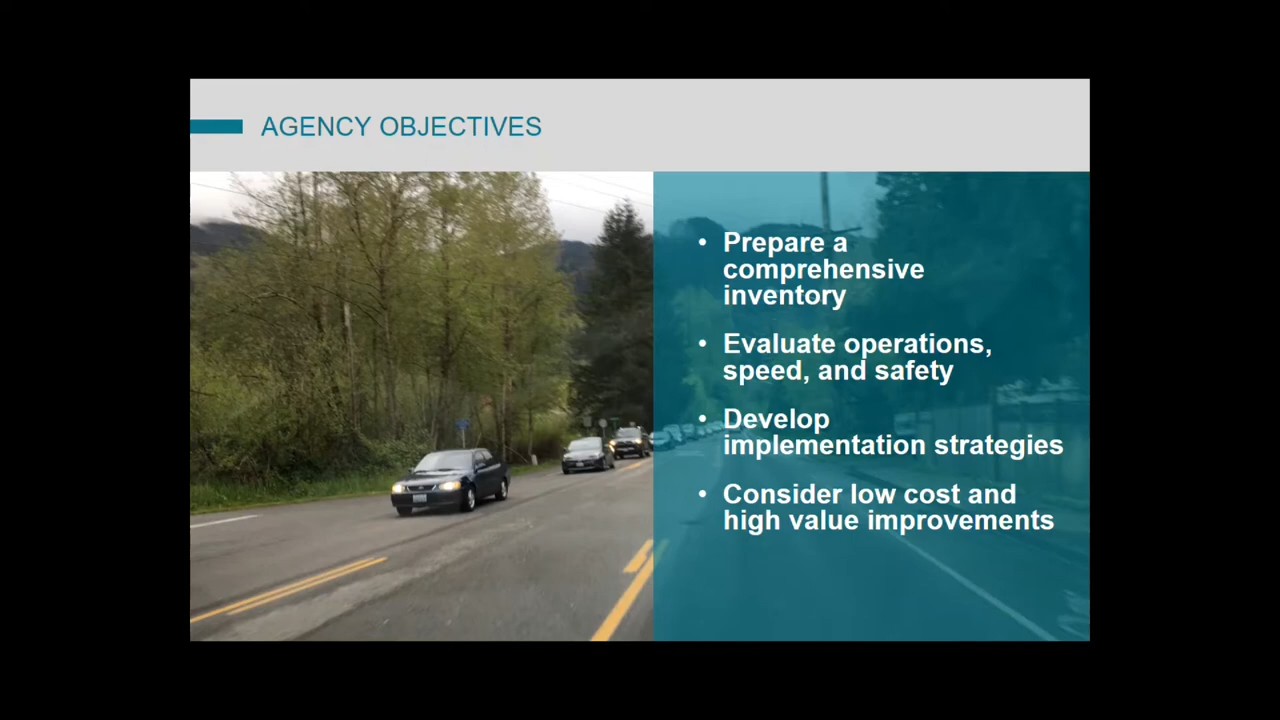 AGENCY OBJECTIVES
• Prepare a
comprehensive
inventory
• Evaluate operations,
speed, and safety
• Develop
implementation strategies
• Consider low cost and
high value improvements